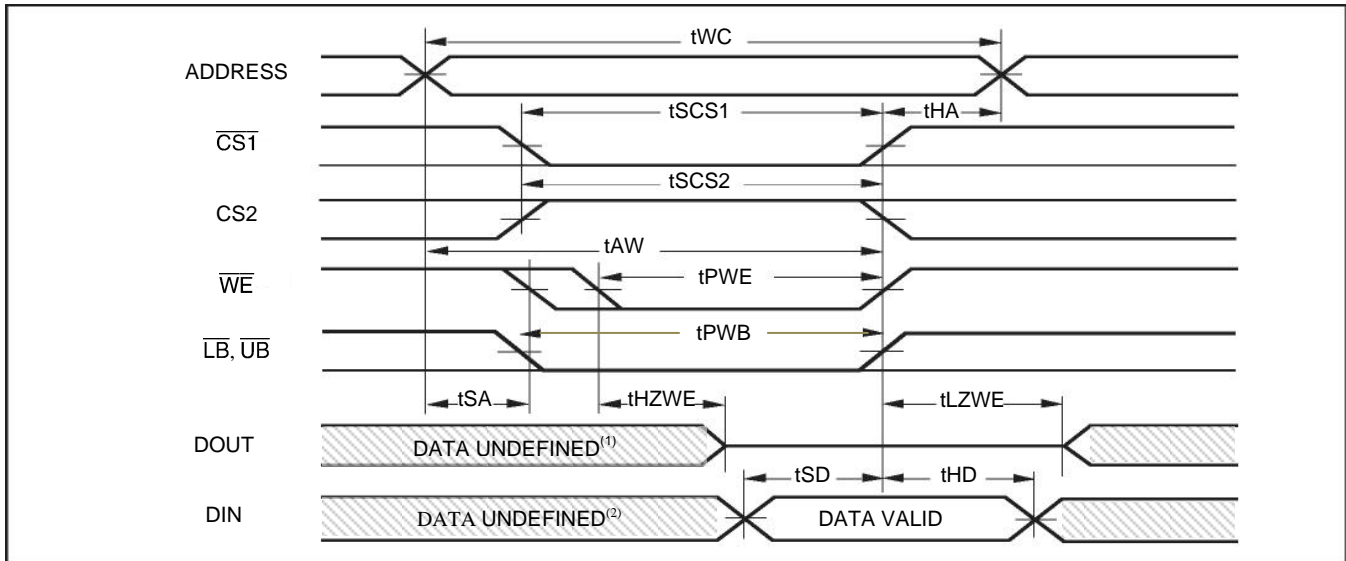 tWC
ADDRESS
tSCS1
tHA
CS1
tSCS2
CS2
tAW
WE
tPWE
LB, UB
tPWB
tSA
tHZWE
tLZWE
DOUT
DATA UNDEFINED(1)
tSD
tHD
DIN
DATA UNDEFINED(2)
DATA VALID